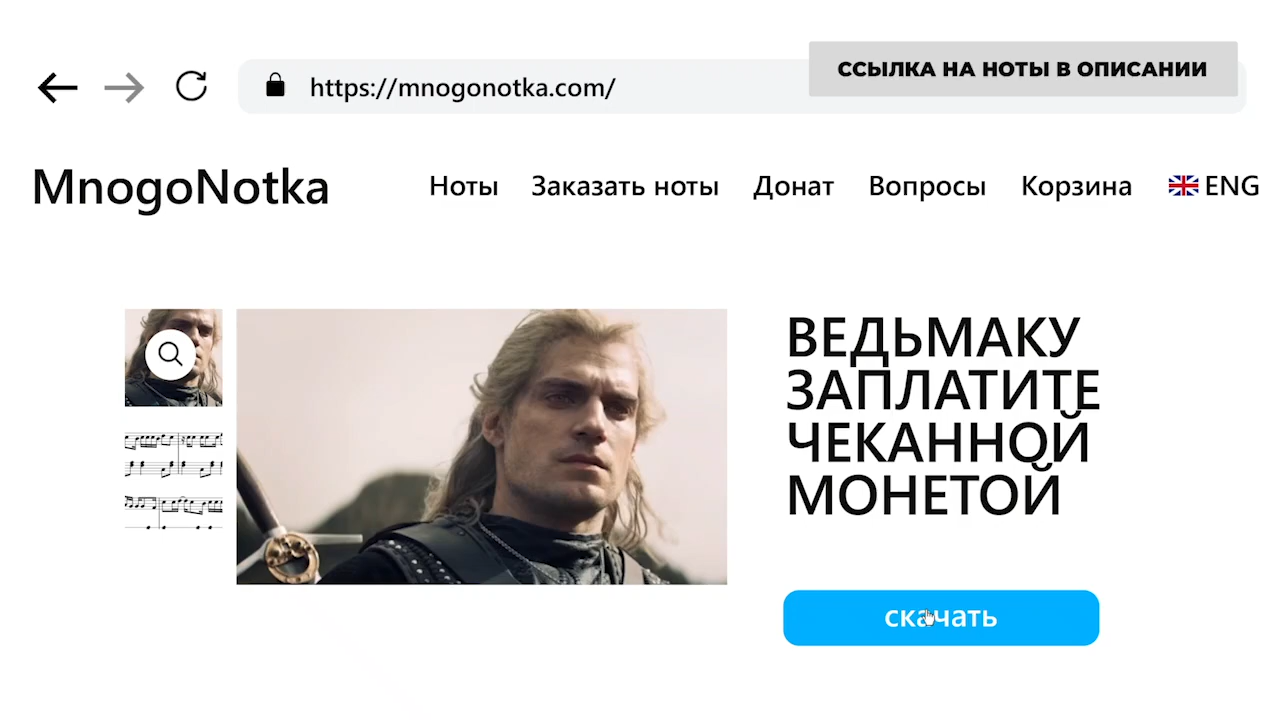 ССЫЛКА НА НОТЫ В ОПИСАНИИ
https://mnogonotka.com/
MnogoNotka
Ноты
Заказать ноты
Донат
Вопросы
Корзина
ENG
ВЕДЬМАКУ
ЗАПЛАТИТЕ
ЧЕКАННОЙ
МОНЕТОЙ
скачать